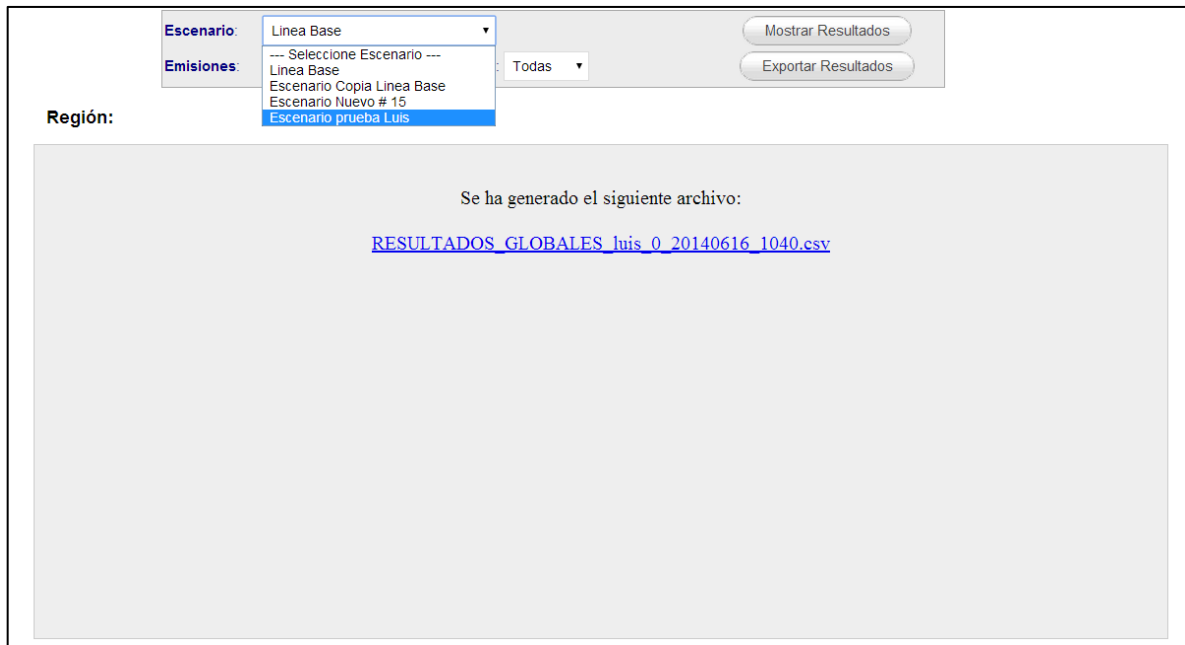 Escenario: Linea Base Mostrar Resultados
--- Seleccione Escenario ---
Emisiones: Linea Base : Todas Exportar Resultados
Escenario Copia Linea Base
Escenario Nuevo # 15
Escenario prueba Luis
Región:
Se ha generado el siguiente archivo:
RESULTADOS_GLOBALES_luis_0_20140616_1040.csv